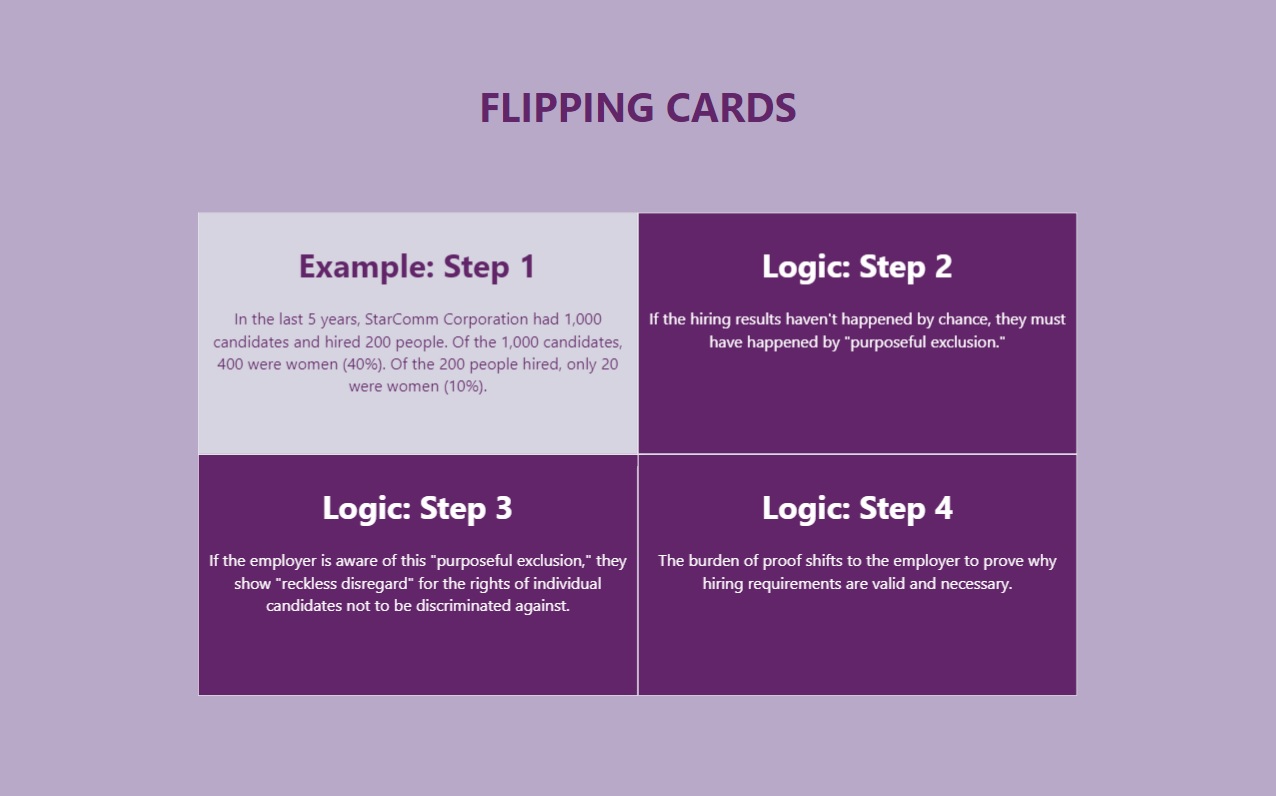 FLIPPING CARDS
Example: Step 1
In the last 5 years, StarComm Corporation had 1,000
candidates and hired 200 people. Of the 1,000 candidates,
400 were women (40%). Of the 200 people hired, only 20
were women (10%).
Logic: Step 2
If the hiring results haven't happened by chance, they must
have happened by "purposeful exclusion."
Logic: Step 3
If the employer is aware of this "purposeful exclusion," they
show "reckless disregard" for the rights of individual
candidates not to be discriminated against.
Logic: Step 4
The burden of proof shifts to the employer to prove why
hiring requirements are valid and necessary.